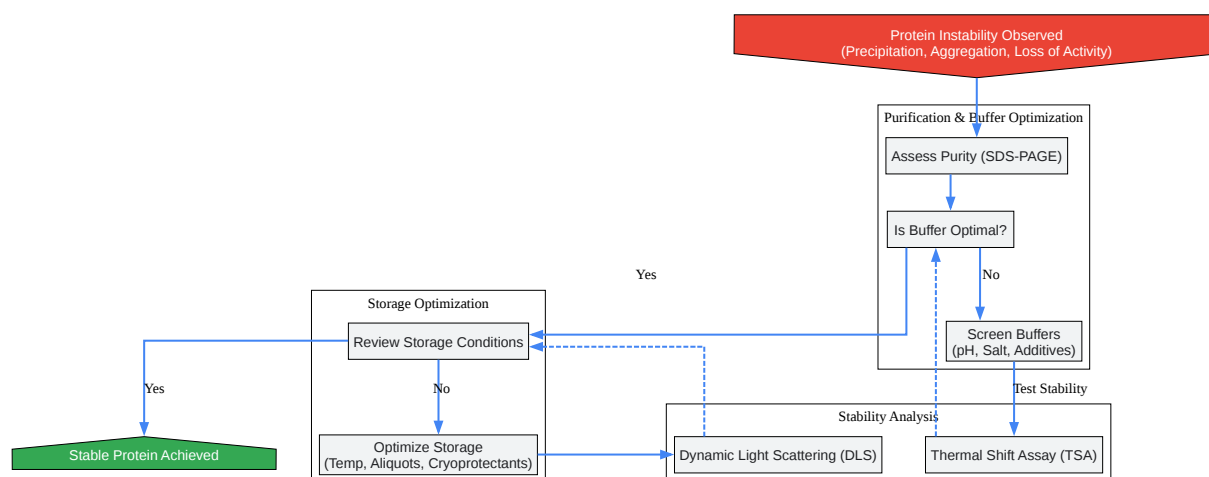 Protein Instability Observed
(Precipitation, Aggregation, Loss of Activity)
Purification & Buffer Optimization
Assess Purity (SDS-PAGE)
Is Buffer Optimal?
Yes
No
Storage Optimization
Review Storage Conditions
Screen Buffers
(pH, Salt, Additives)
Yes
No
Test Stability
Stability Analysis
Stable Protein Achieved
Optimize Storage
(Temp, Aliquots, Cryoprotectants)
Dynamic Light Scattering (DLS)
Thermal Shift Assay (TSA)